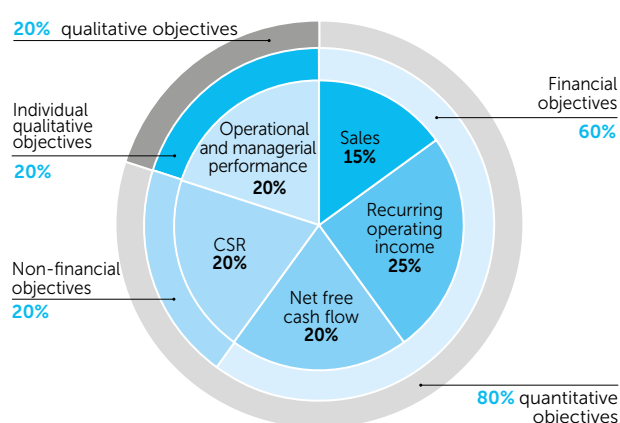 20% qualitative objectives
Individual
qualitative
objectives
20%
Non-financial
objectives
20%
Operational
and managerial
performance
20%
Sales
15%
Recurring
operating
income
25%
CSR
20%
Net free
cash flow
20%
Financial
objectives
60%
80% quantitative
objectives